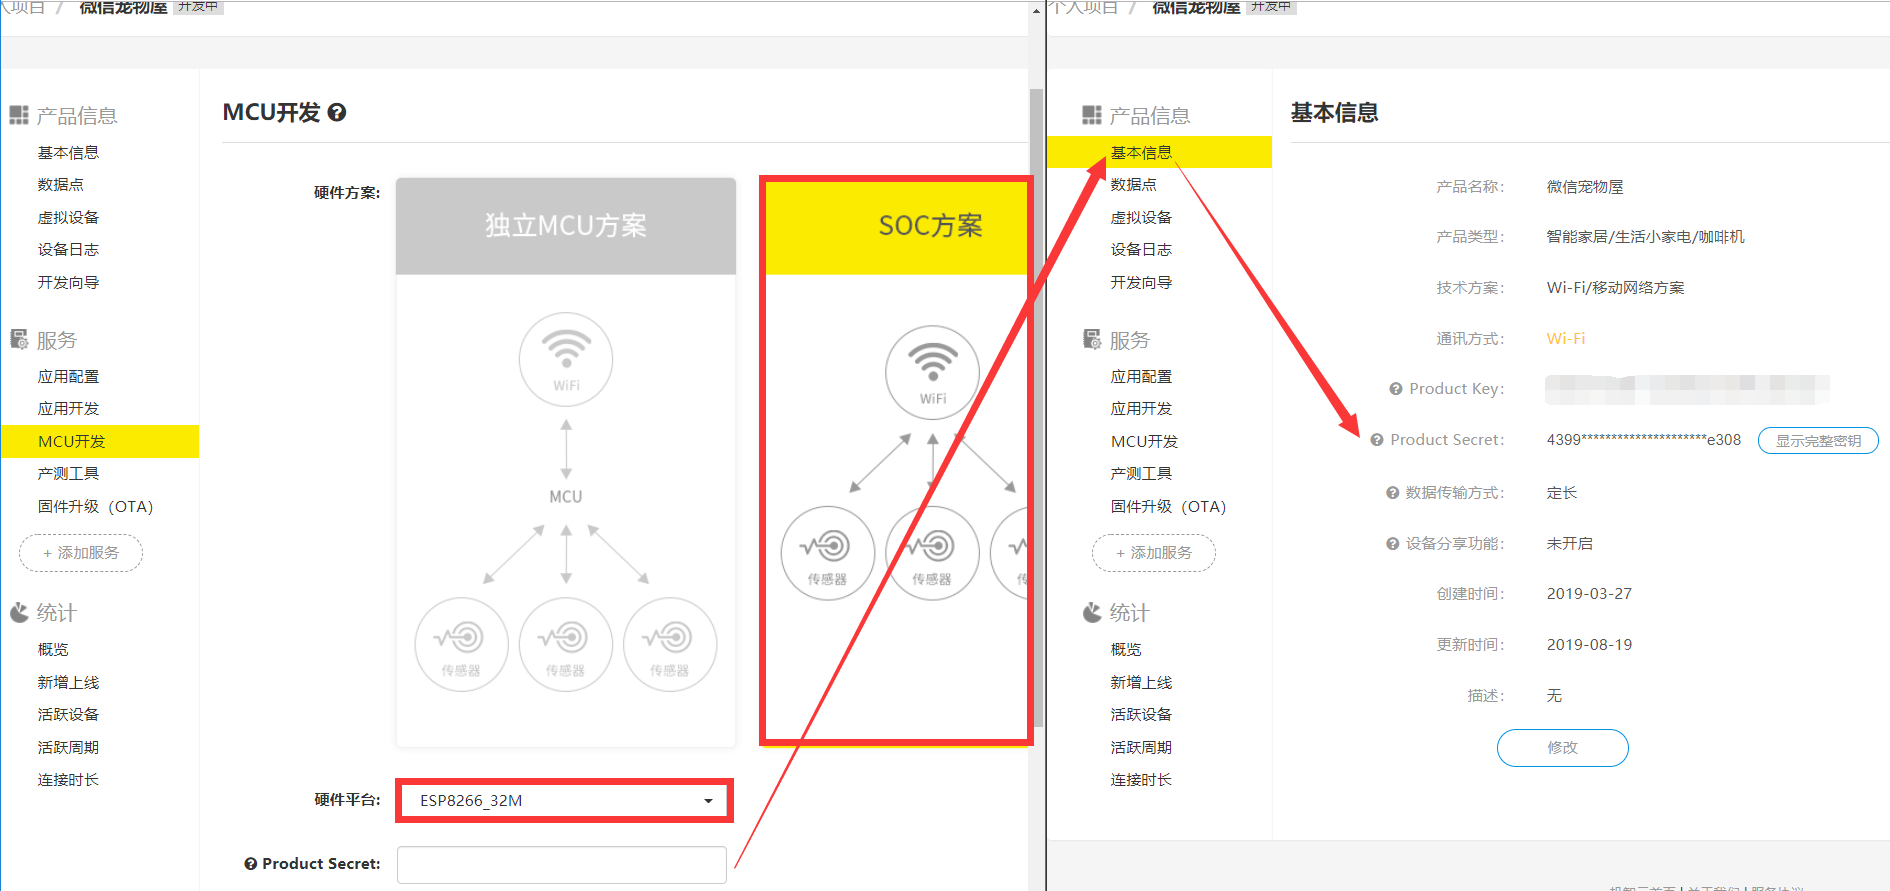 人项目 / 微信宠物屋 开发中
产品信息
基本信息
数据点
虚拟设备
设备日志
开发向导
服务
应用配置
应用开发
MCU开发
产测工具
固件升级（OTA）
+ 添加服务
统计
概览
新增上线
活跃设备
活跃周期
连接时长
MCU开发
硬件方案:
独立MCU方案
WiFi
MCU
传感器 传感器 传感器
SOC方案
WiFi
传感器 传感器
硬件平台: ESP8266_32M
Product Secret:
个人项目 / 微信宠物屋 开发中
产品信息
基本信息
数据点
虚拟设备
设备日志
开发向导
服务
应用配置
应用开发
MCU开发
产测工具
固件升级（OTA）
+ 添加服务
统计
概览
新增上线
活跃设备
活跃周期
连接时长
基本信息
产品名称: 微信宠物屋
产品类型: 智能家居/生活小家电/咖啡机
技术方案: Wi-Fi/移动网络方案
通讯方式: Wi-Fi
Product Key:
Product Secret: 4399*********************e308 显示完整密钥
数据传输方式: 定长
设备分享功能: 未开启
创建时间: 2019-03-27
更新时间: 2019-08-19
描述: 无
修改